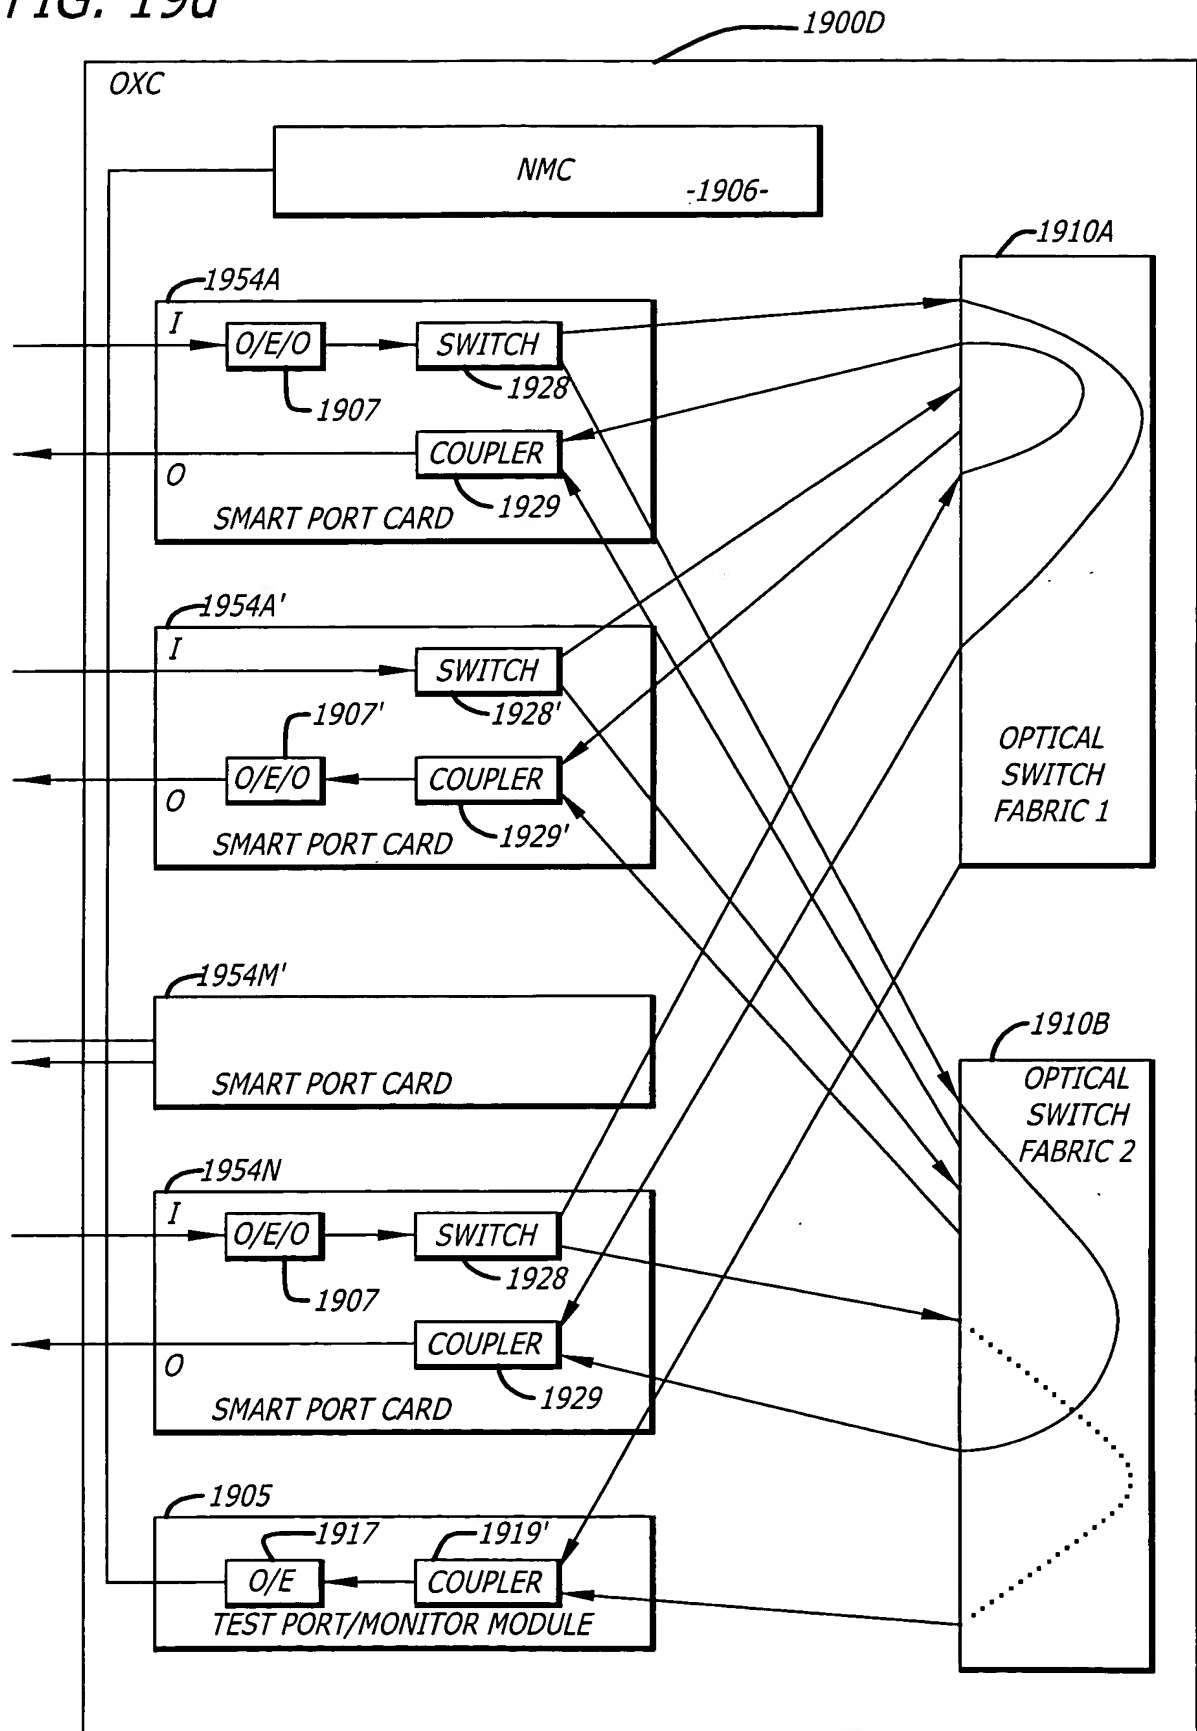 FIG. 19d
1900D
OXC
NMC
-1906-
1910A
1954A
I
O/E/O
SWITCH
1928
1907
COUPLER
O
1929
SMART PORT CARD
1954A'
I
SWITCH
1928'
1907'
OPTICAL
SWITCH
FABRIC 1
O/E/O
COUPLER
O
1929'
SMART PORT CARD
1954M'
SMART PORT CARD
1910B
OPTICAL
SWITCH
FABRIC 2
1954N
I
O/E/O
SWITCH
1928
1907
COUPLER
O
1929
SMART PORT CARD
1905
1917
1919'
O/E
COUPLER
TEST PORT/MONITOR MODULE